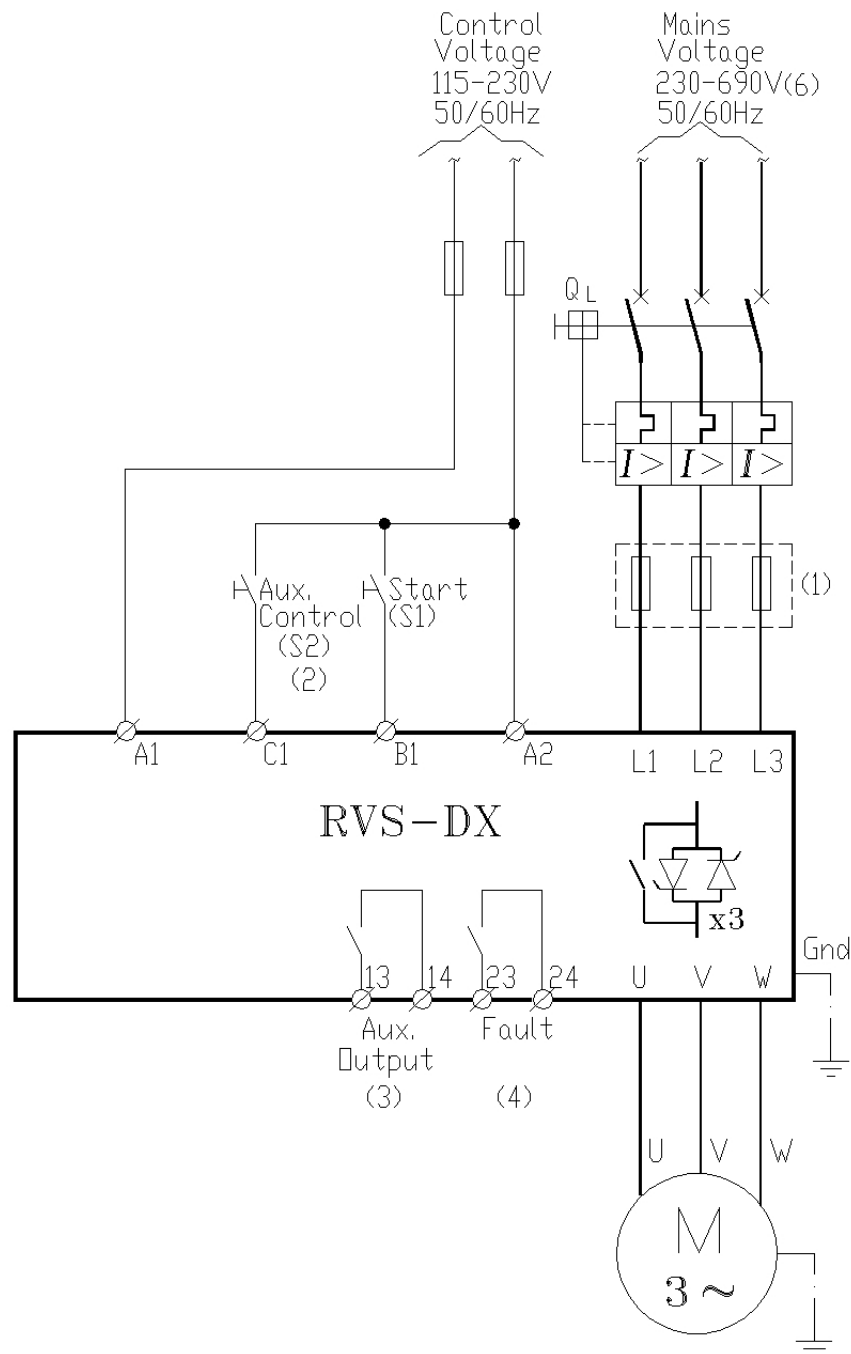 Control
Voltage
115-230V
50/60Hz
Mains
Voltage
230-690V(6)
50/60Hz
Q L
I > I > I >
(1)
Aux.
Control
(S2)
(2)
Start
(S1)
A1 C1 B1 A2 L1 L2 L3
RVS-DX
x3
Gnd
13 14 23 24 U V W
Aux.
Output
(3)
Fault
(4)
U V W
M
3 ~